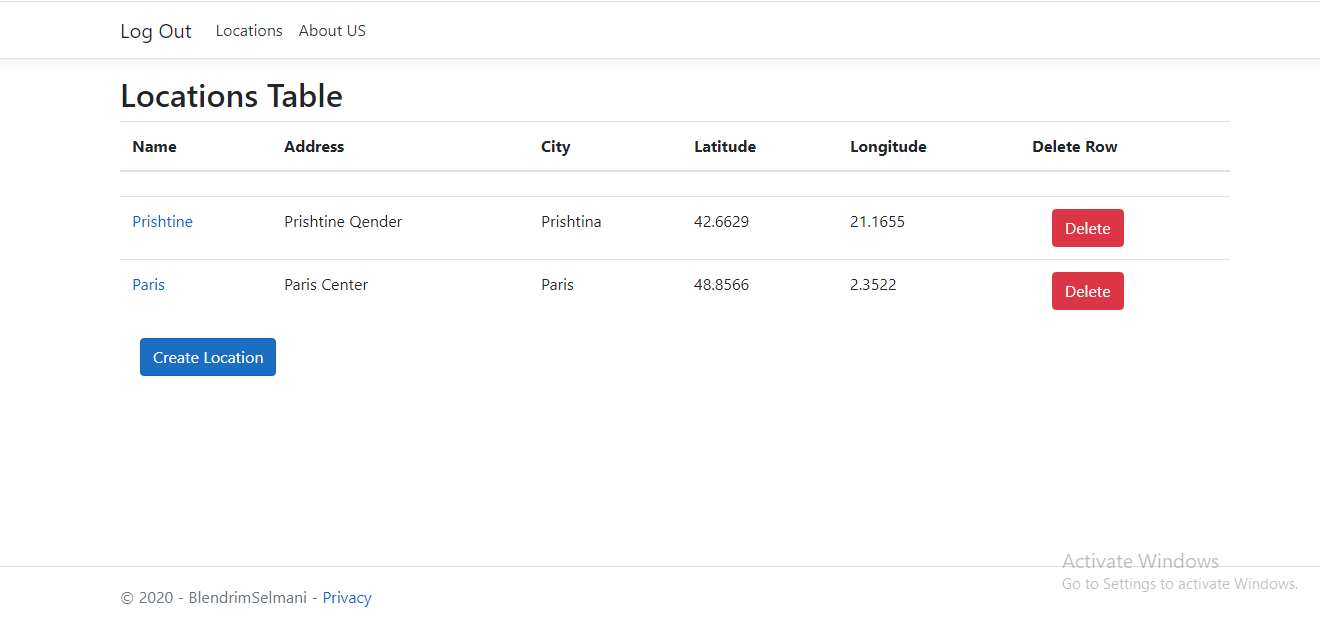 Log Out Locations About US
Locations Table
Name Address City Latitude Longitude Delete Row
Prishtine Prishtine Qender Prishtina 42.6629 21.1655 Delete
Paris Paris Center Paris 48.8566 2.3522 Delete
Create Location
Activate Windows
Go to Settings to activate Windows.
© 2020 - BlendrimSelmani - Privacy